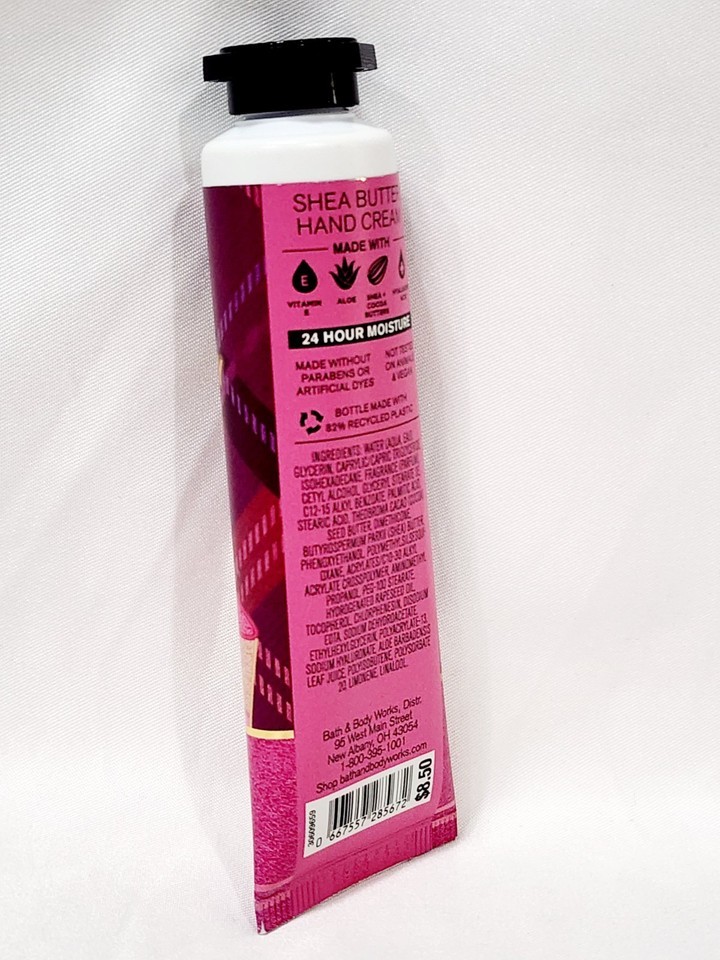 SHEA BUTTER
HAND CREAM
MADE WITH
E
VITAMIN
E
ALOE
SHEA +
COCOA
BUTTERS
24 HOUR MOISTURE
MADE WITHOUT
PARABENS OR
ARTIFICIAL DYES
NOT TESTED
ON ANIMALS
& VEGAN
BOTTLE MADE WITH
82% RECYCLED PLASTIC
INGREDIENTS: WATER (AQUA, EAU),
GLYCERIN, CAPRYLIC/CAPRIC TRIGLYCERIDE,
ISOHEXADECANE, FRAGRANCE (PARFUM),
CETYL ALCOHOL, GLYCERYL STEARATE
C12-15 ALKYL BENZOATE, PALMITIC ACID,
STEARIC ACID, THEOBROMA CACAO (COCOA)
SEED BUTTER, DIMETHICONE,
BUTYROSPERMUM PARKII (SHEA) BUTTER,
PHENOXYETHANOL, POLYMETHYLSILSESQUI-
OXANE, ACRYLATES/C10-30 ALKYL
ACRYLATE CROSSPOLYMER, AMINOMETHYL
PROPANOL, PEG-100 STEARATE,
HYDROGENATED RAPESEED OIL,
TOCOPHEROL, CHLORPHENESIN, DISODIUM
EDTA, SODIUM DEHYDROACETATE,
ETHYLHEXYLGLYCERIN, POLYACRYLATE-13,
SODIUM HYALURONATE, ALOE BARBADENSIS
LEAF JUICE, POLYISOBUTENE, POLYSORBATE
20, LIMONENE, LINALOOL.
Bath & Body Works, Distr.
95 West Main Street
New Albany, OH 43054
1-800-395-1001
Shop bathandbodyworks.com
0 667557 285672
$8.50